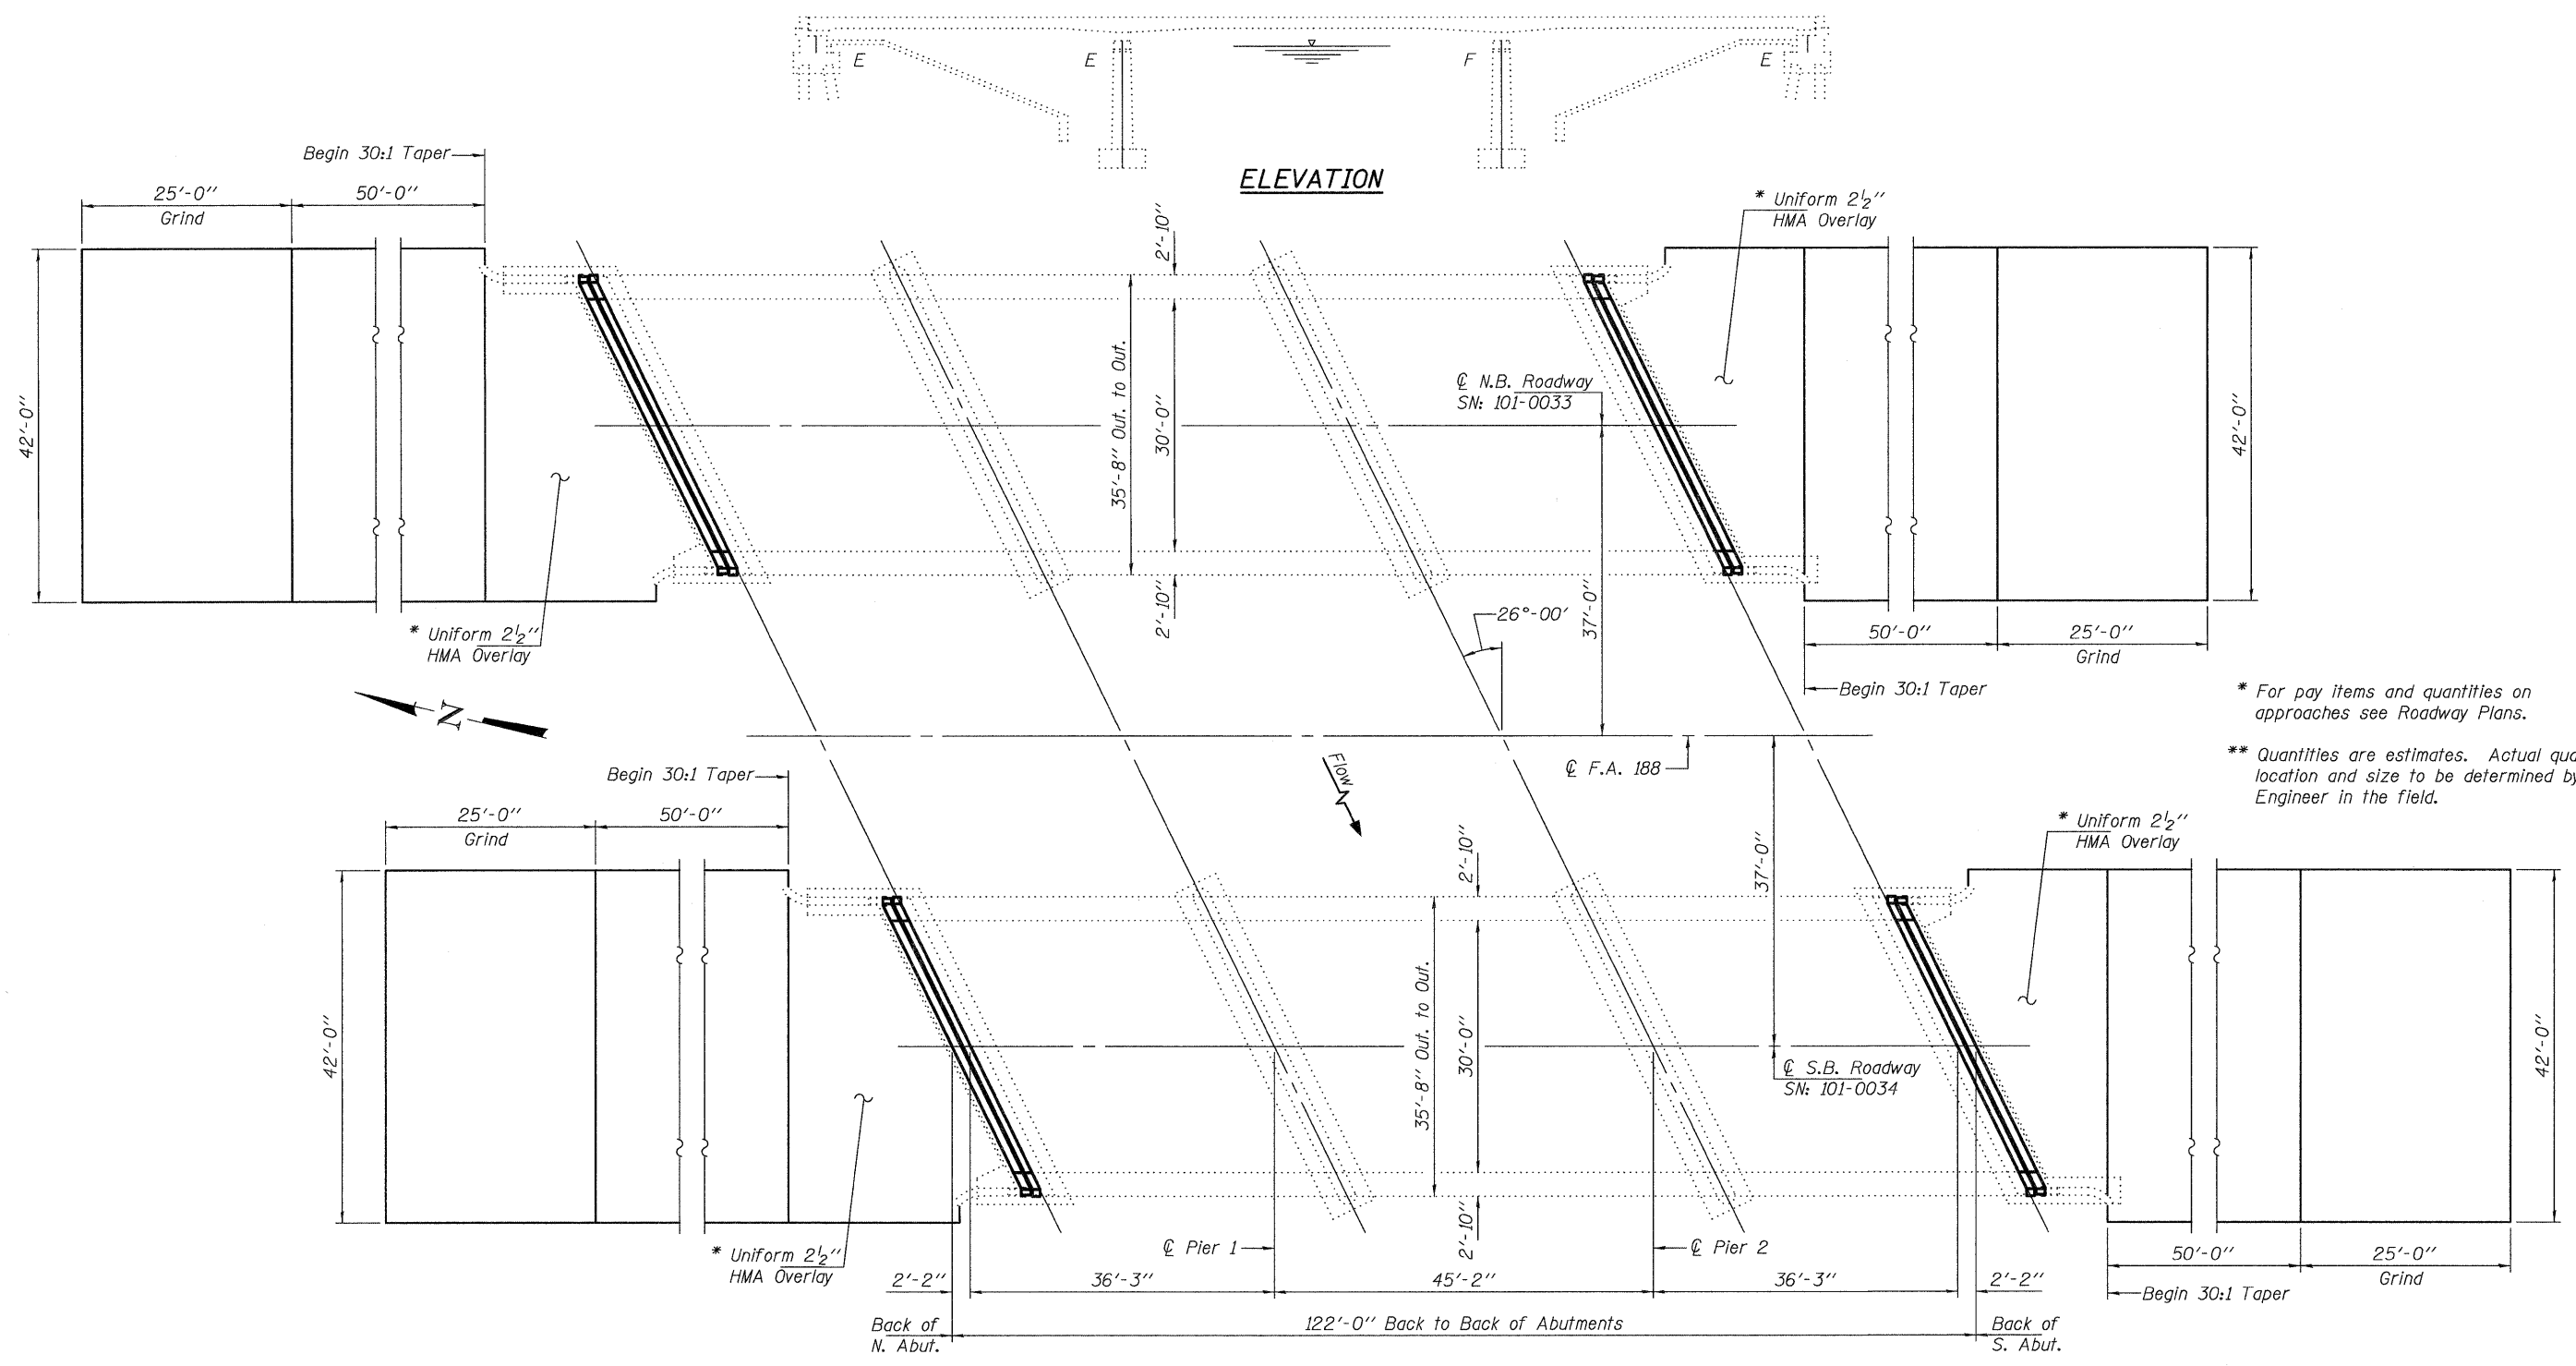 E
E
F
E
ELEVATION
Begin 30:1 Taper
25'-0"
Grind
50'-0"
* Uniform 2½"
HMA Overlay
2'-10"
42'-0"
35'-8" Out. to Out.
30'-0"
℄ N.B. Roadway
SN: 101-0033
42'-0"
2'-10"
37'-0"
26°-00'
* Uniform 2½"
HMA Overlay
50'-0"
25'-0"
Grind
Begin 30:1 Taper
* For pay items and quantities on
approaches see Roadway Plans.
N
** Quantities are estimates. Actual qua
location and size to be determined by
Engineer in the field.
℄ F.A. 188
Flow
Begin 30:1 Taper
25'-0"
Grind
50'-0"
* Uniform 2½"
HMA Overlay
2'-10"
37'-0"
42'-0"
35'-8" Out. to Out.
30'-0"
℄ S.B. Roadway
SN: 101-0034
42'-0"
2'-10"
* Uniform 2½"
HMA Overlay
℄ Pier 1
℄ Pier 2
50'-0"
25'-0"
Grind
Begin 30:1 Taper
2'-2"
36'-3"
45'-2"
36'-3"
2'-2"
Back of
N. Abut.
122'-0" Back to Back of Abutments
Back of
S. Abut.